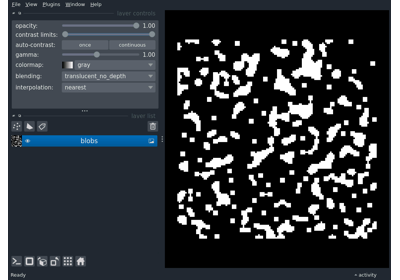 File View Plugins Window Help
layer controls
opacity: 1.00
contrast limits:
auto-contrast: once continuous
gamma: 1.00
colormap: gray
blending: translucent_no_depth
interpolation: nearest
layer list
blobs
Ready activity